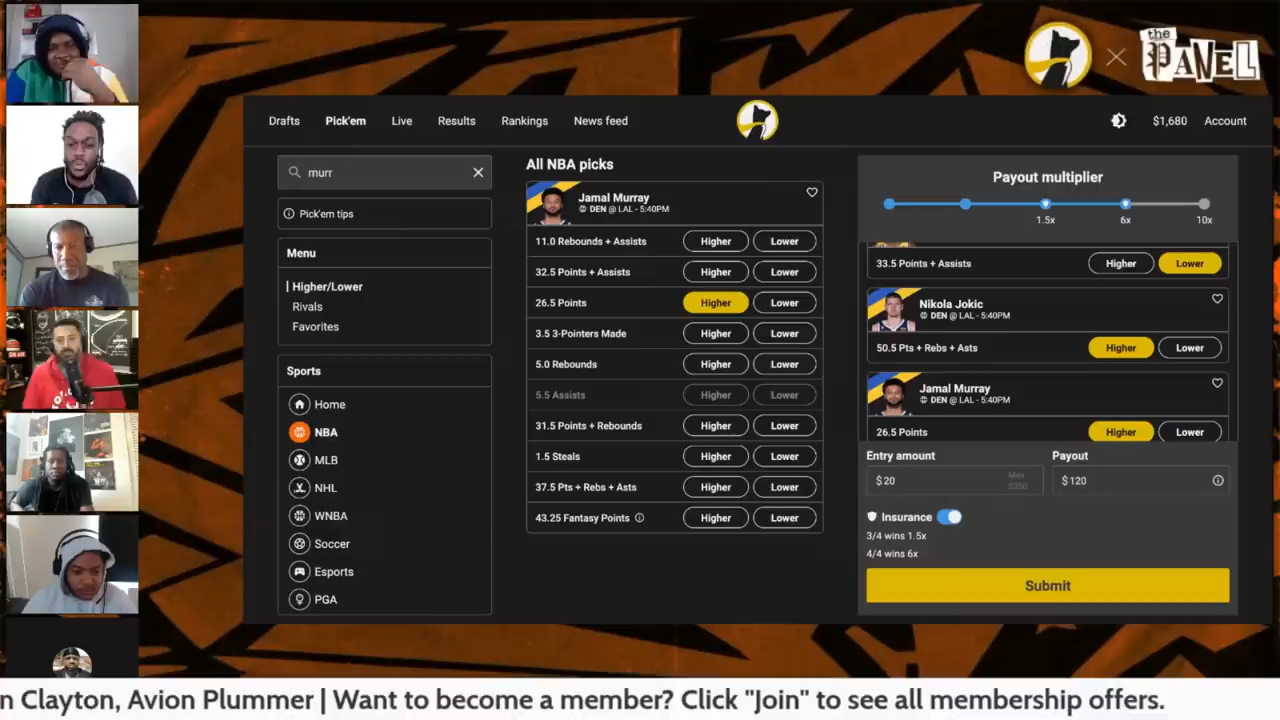 the
PANEL
Drafts
Pick'em
Live
Results
Rankings
News feed
$1,680
Account
murr
Pick'em tips
Menu
Higher/Lower
Rivals
Favorites
Sports
Home
NBA
MLB
NHL
WNBA
Soccer
Esports
PGA
All NBA picks
Jamal Murray
DEN @ LAL - 5:40PM
11.0 Rebounds + Assists Higher Lower
32.5 Points + Assists Higher Lower
26.5 Points Higher Lower
3.5 3-Pointers Made Higher Lower
5.0 Rebounds Higher Lower
5.5 Assists Higher Lower
31.5 Points + Rebounds Higher Lower
1.5 Steals Higher Lower
37.5 Pts + Rebs + Asts Higher Lower
43.25 Fantasy Points Higher Lower
Payout multiplier
1.5x 6x 10x
33.5 Points + Assists Higher Lower
Nikola Jokic
DEN @ LAL - 5:40PM
50.5 Pts + Rebs + Asts Higher Lower
Jamal Murray
DEN @ LAL - 5:40PM
26.5 Points Higher Lower
Entry amount Payout
$20 Max $120
Insurance
3/4 wins 1.5x
4/4 wins 6x
Submit
n Clayton, Avion Plummer | Want to become a member? Click "Join" to see all membership offers.